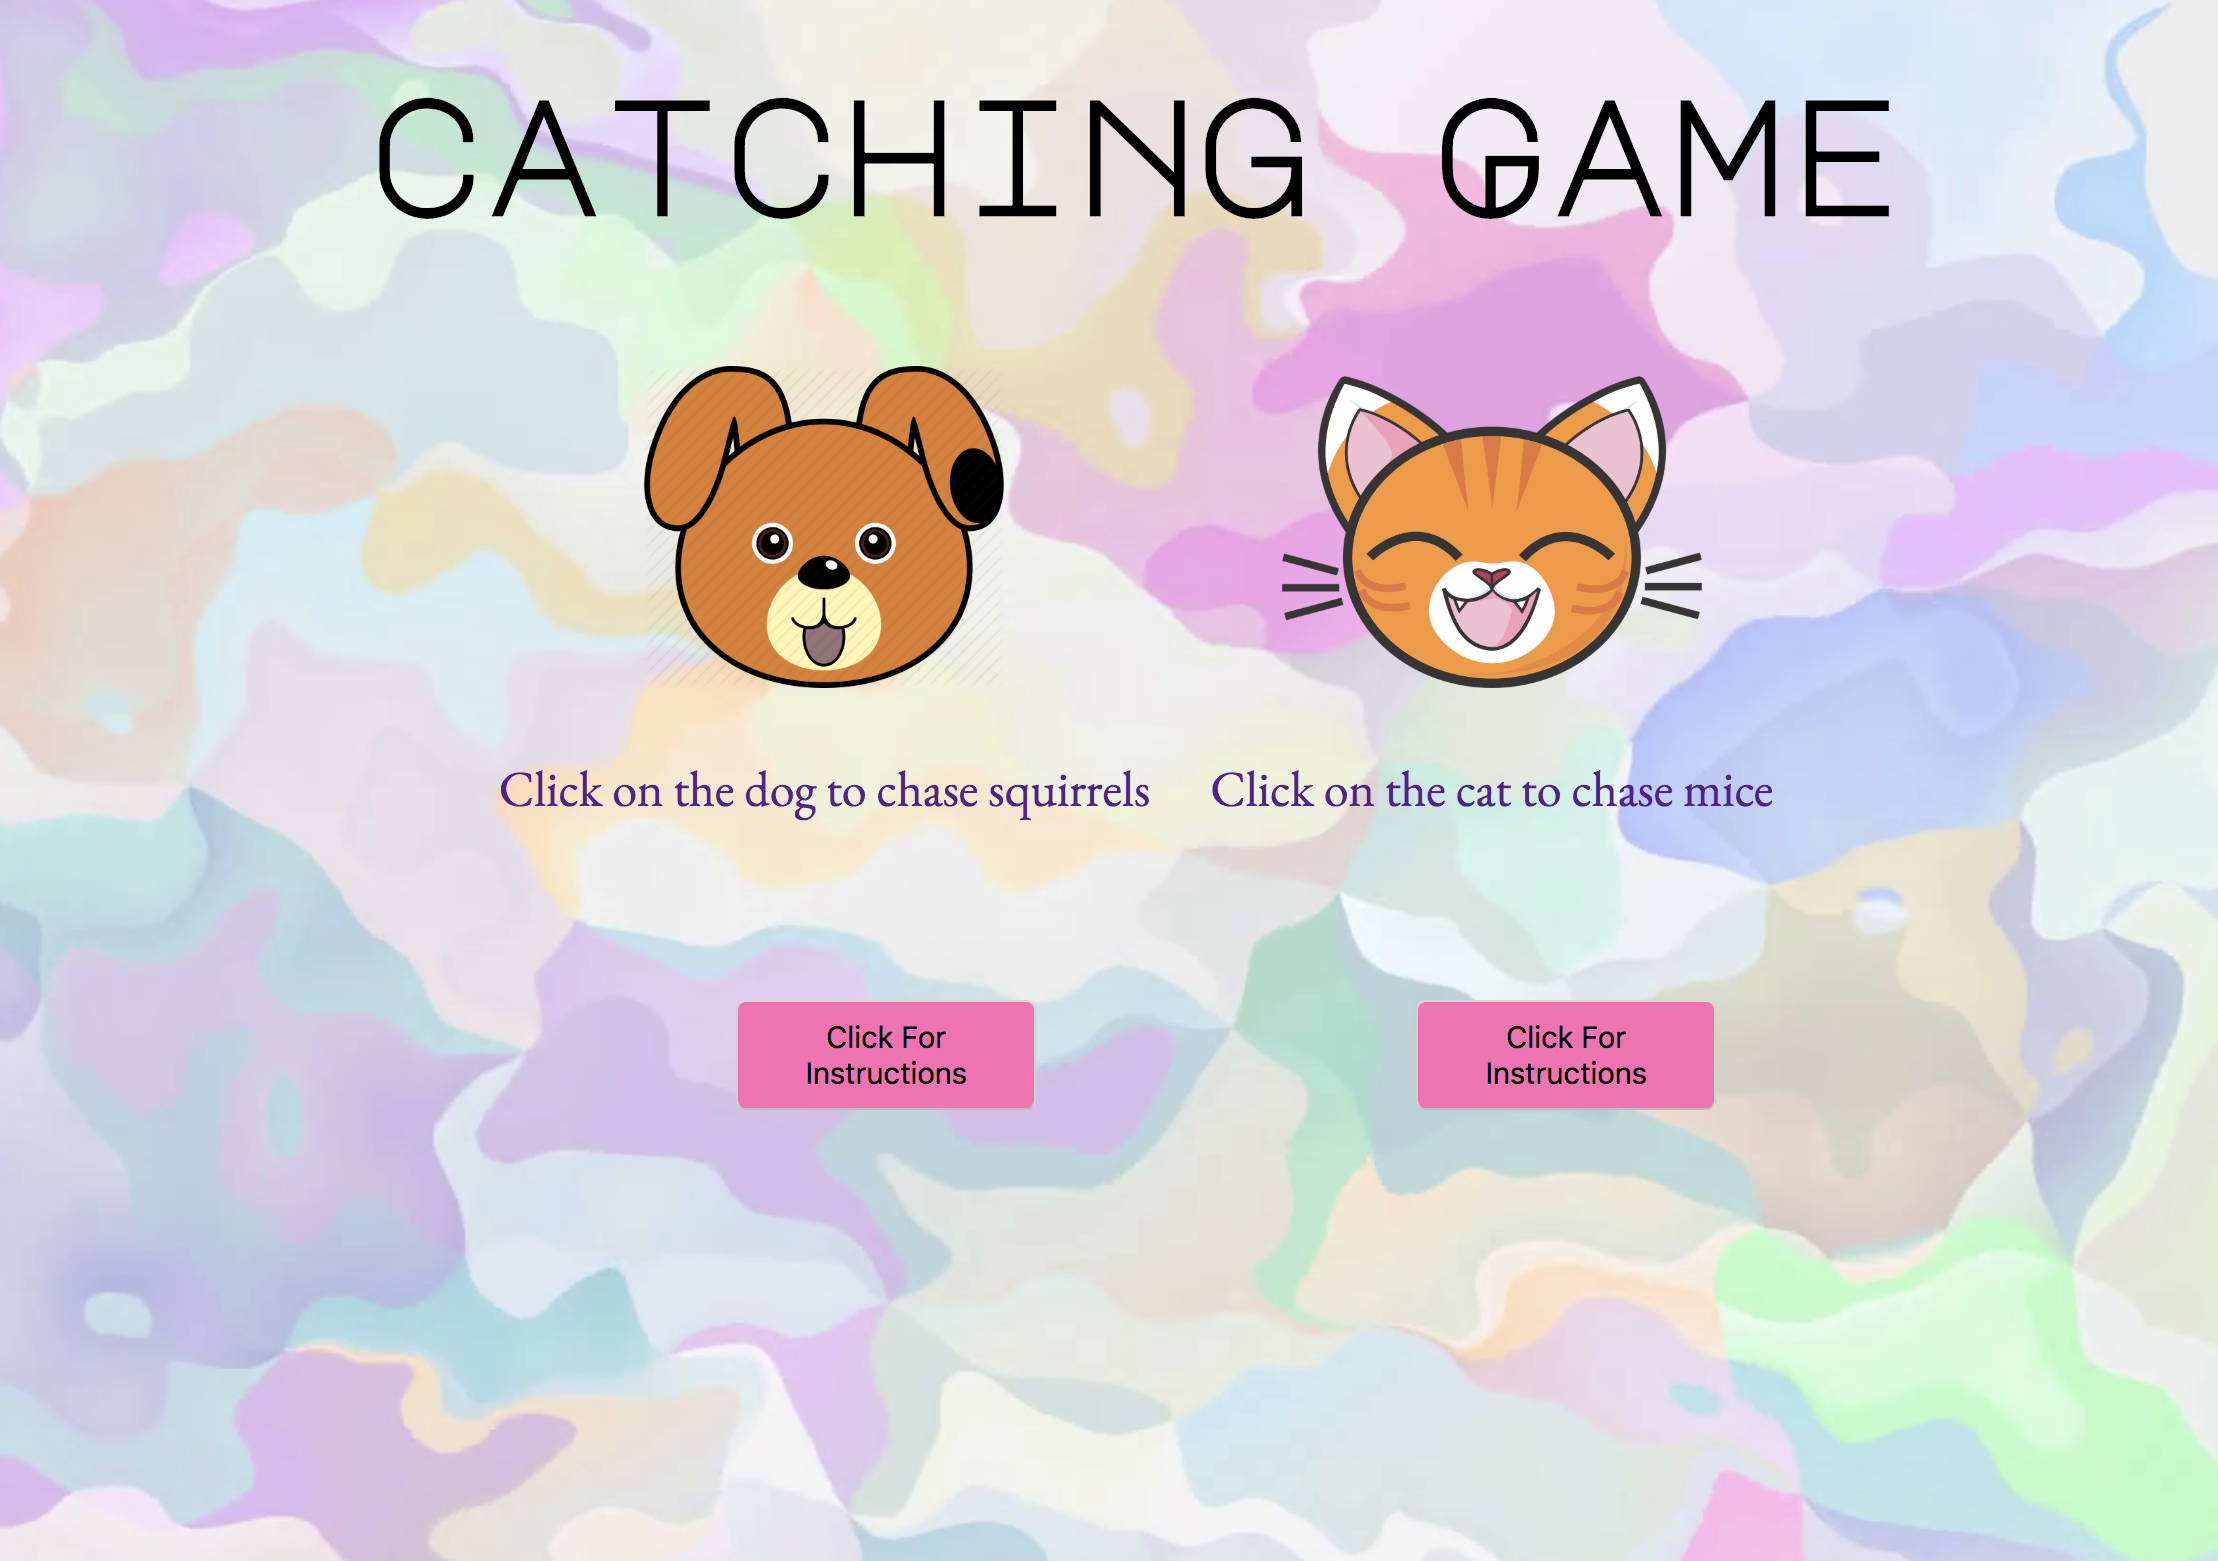 CATCHING GAME
Click on the dog to chase squirrels
Click on the cat to chase mice
Click For
Instructions
Click For
Instructions